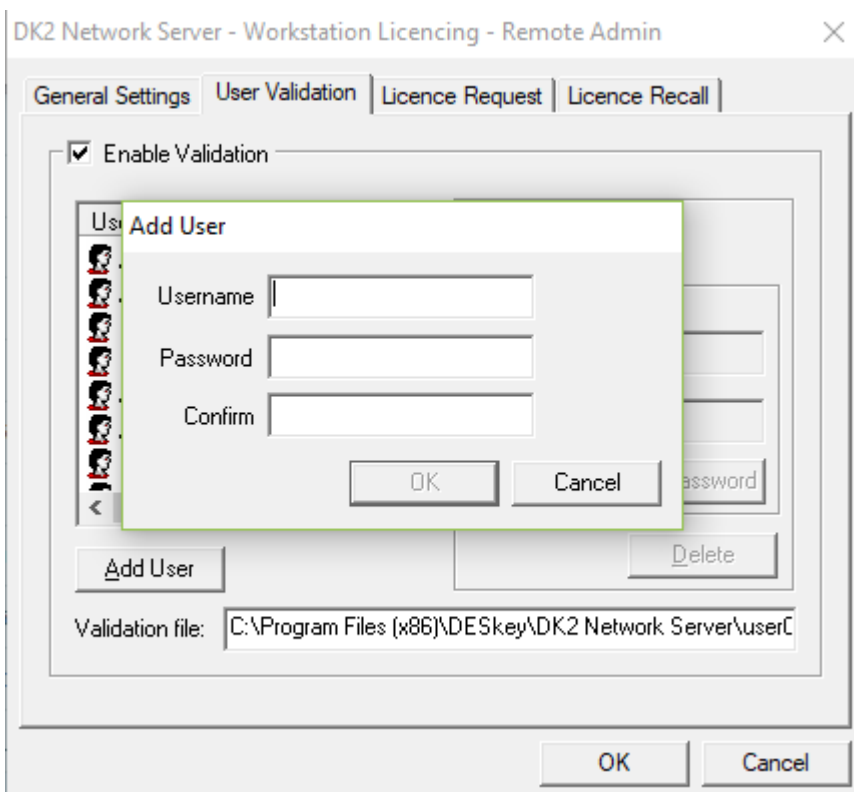 DK2 Network Server - Workstation Licencing - Remote Admin
General Settings User Validation Licence Request Licence Recall
Enable Validation
Add User
Username
Password
Confirm
OK Cancel
Delete
Add User
Validation file: C:\Program Files (x86)\DESkey\DK2 Network Server\user
OK Cancel